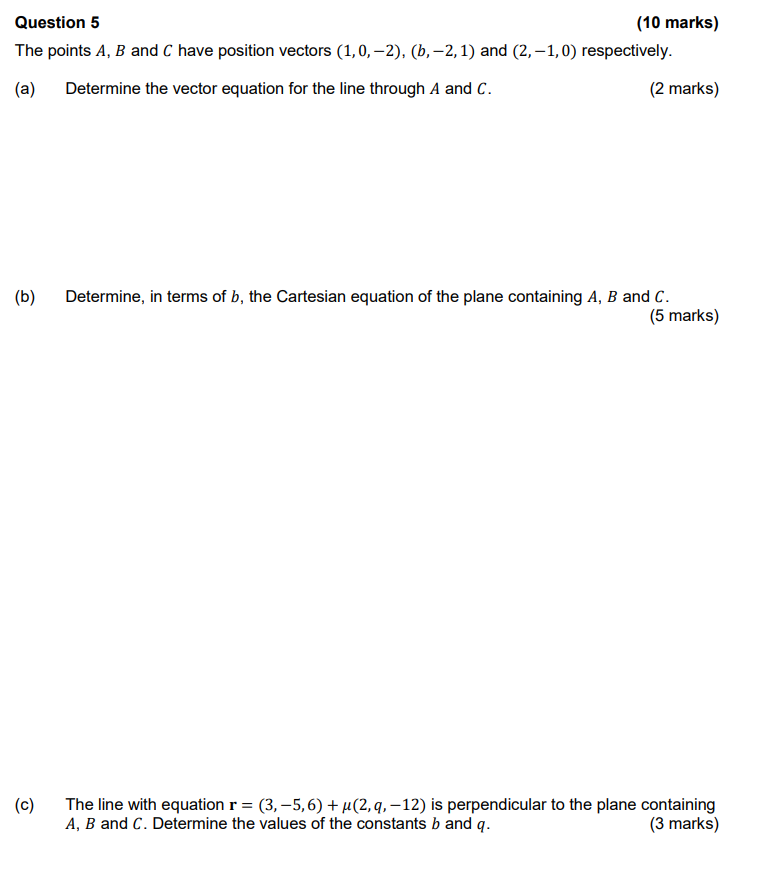 Question 5 (10 marks)
The points A, B and C have position vectors (1, 0, −2), (b, −2, 1) and (2, −1, 0) respectively.
(a) Determine the vector equation for the line through A and C. (2 marks)
(b) Determine, in terms of b, the Cartesian equation of the plane containing A, B and C.
(5 marks)
(c) The line with equation r = (3, −5, 6) + μ(2, q, −12) is perpendicular to the plane containing
A, B and C. Determine the values of the constants b and q. (3 marks)